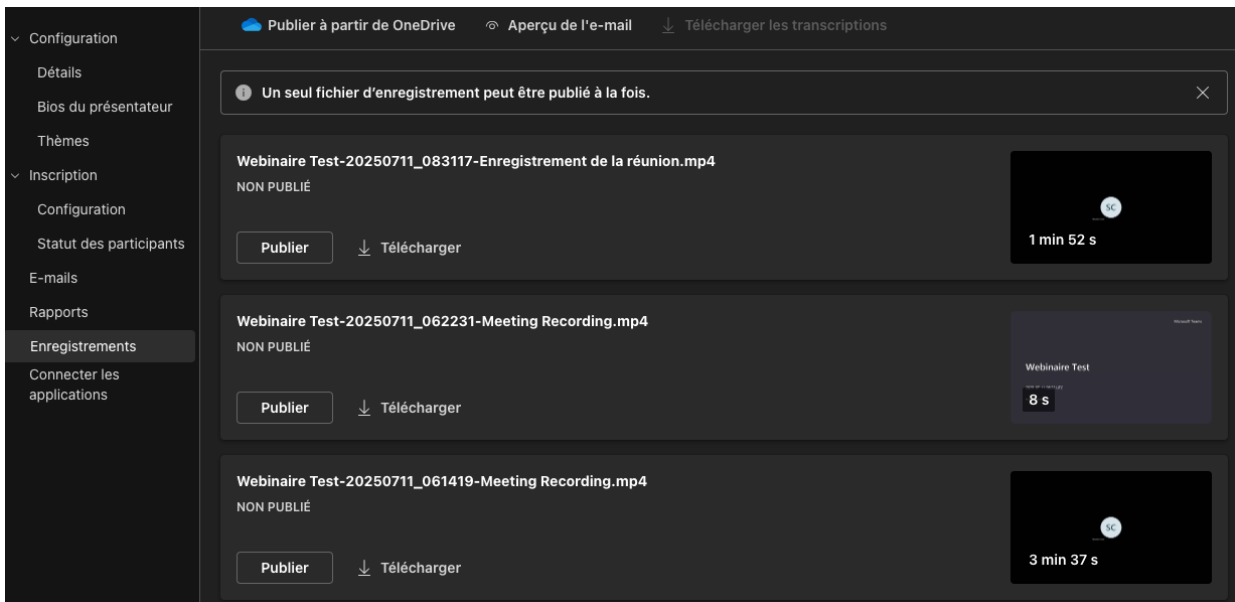 Configuration
Détails
Bios du présentateur
Thèmes
Inscription
Configuration
Statut des participants
E-mails
Rapports
Enregistrements
Connecter les
applications
Publier à partir de OneDrive
Aperçu de l'e-mail
Télécharger les transcriptions
Un seul fichier d’enregistrement peut être publié à la fois.
Webinaire Test-20250711_083117-Enregistrement de la réunion.mp4
NON PUBLIÉ
Publier
Télécharger
SC
1 min 52 s
Webinaire Test-20250711_062231-Meeting Recording.mp4
NON PUBLIÉ
Publier
Télécharger
Microsoft Teams
Webinaire Test
8 s
Webinaire Test-20250711_061419-Meeting Recording.mp4
NON PUBLIÉ
Publier
Télécharger
SC
3 min 37 s